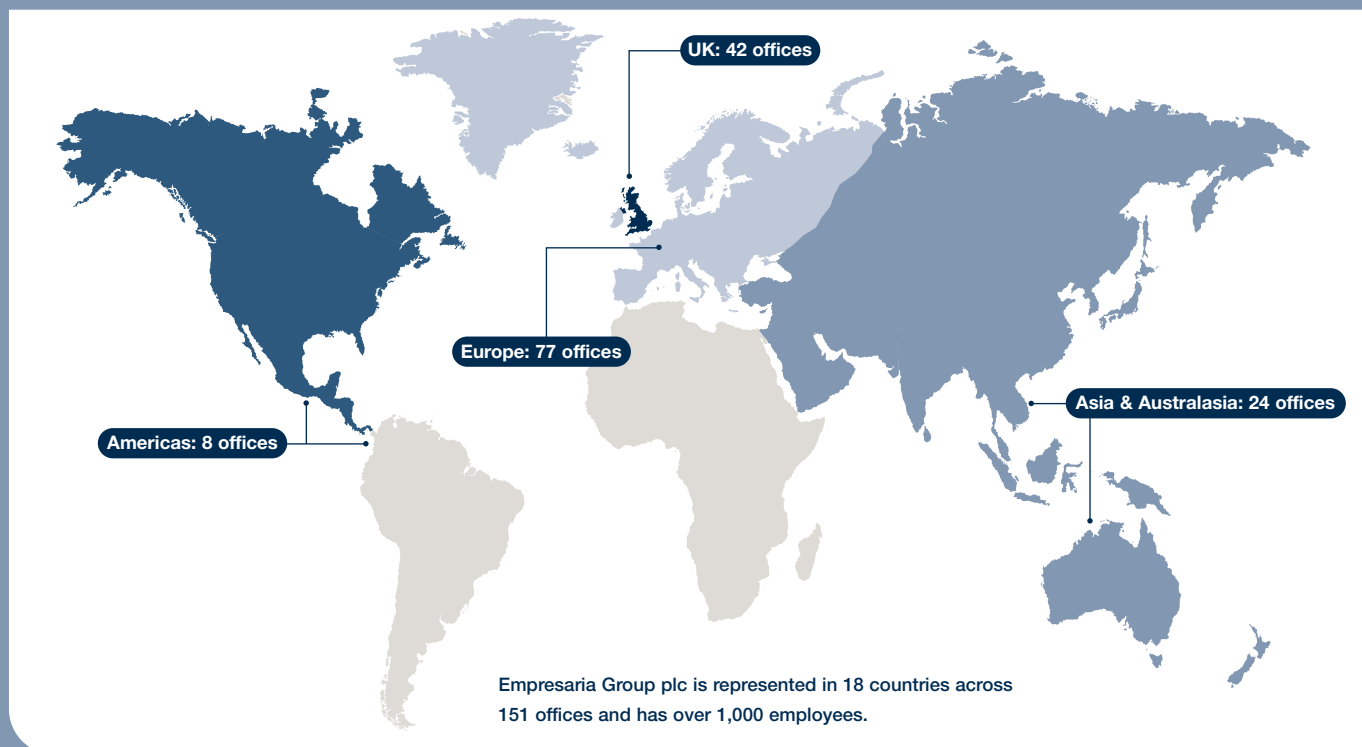 UK: 42 offices
Europe: 77 offices
Asia & Australasia: 24 offices
Americas: 8 offices
Empresaria Group plc is represented in 18 countries across
151 offices and has over 1,000 employees.